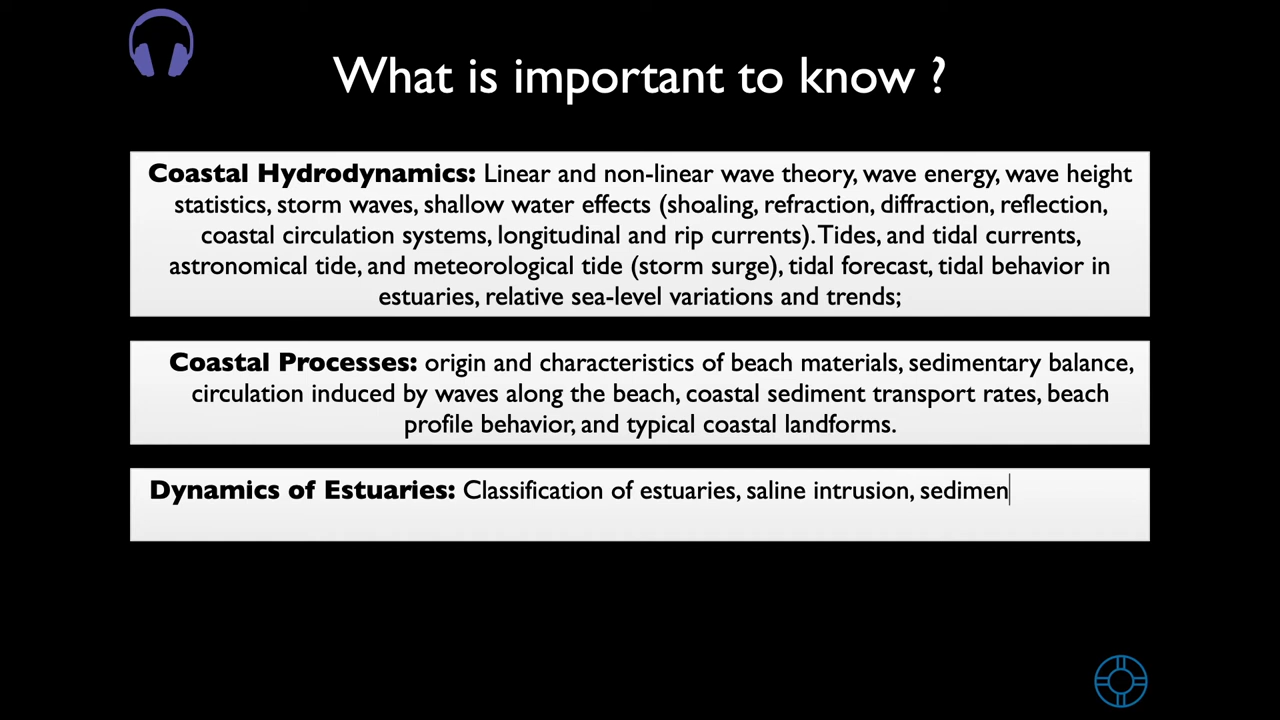 What is important to know ?
Coastal Hydrodynamics: Linear and non-linear wave theory, wave energy, wave height
statistics, storm waves, shallow water effects (shoaling, refraction, diffraction, reflection,
coastal circulation systems, longitudinal and rip currents). Tides, and tidal currents,
astronomical tide, and meteorological tide (storm surge), tidal forecast, tidal behavior in
estuaries, relative sea-level variations and trends;
Coastal Processes: origin and characteristics of beach materials, sedimentary balance,
circulation induced by waves along the beach, coastal sediment transport rates, beach
profile behavior, and typical coastal landforms.
Dynamics of Estuaries: Classification of estuaries, saline intrusion, sedimen